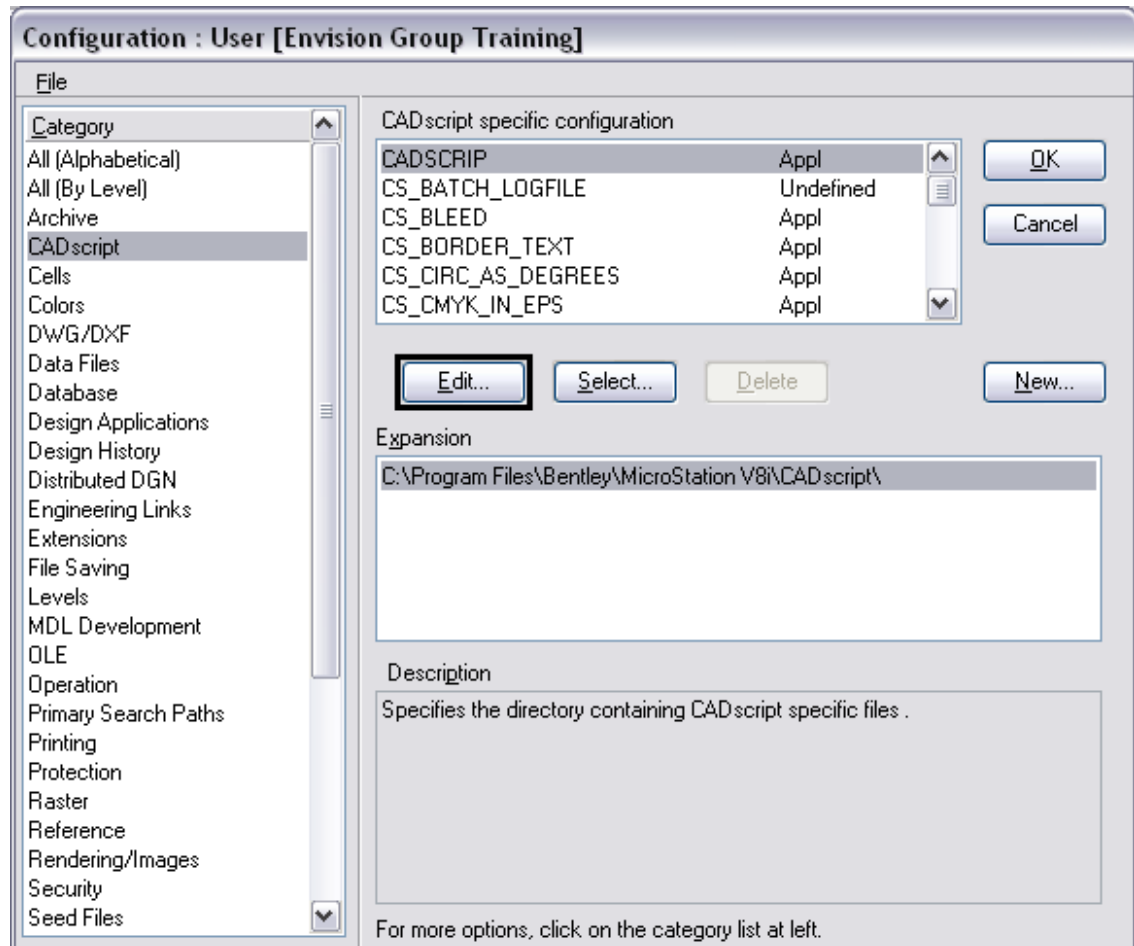 Configuration : User [Envision Group Training]
File
Category
All (Alphabetical)
All (By Level)
Archive
CADscript
Cells
Colors
DWG/DXF
Data Files
Database
Design Applications
Design History
Distributed DGN
Engineering Links
Extensions
File Saving
Levels
MDL Development
OLE
Operation
Primary Search Paths
Printing
Protection
Raster
Reference
Rendering/Images
Security
Seed Files
CADscript specific configuration
CADSCRIP Appl
CS_BATCH_LOGFILE Undefined
CS_BLEED Appl
CS_BORDER_TEXT Appl
CS_CIRC_AS_DEGREES Appl
CS_CMYK_IN_EPS Appl
OK
Cancel
Edit... Select... Delete New...
Expansion
C:\Program Files\Bentley\MicroStation V8i\CADscript\
Description
Specifies the directory containing CADscript specific files .
For more options, click on the category list at left.